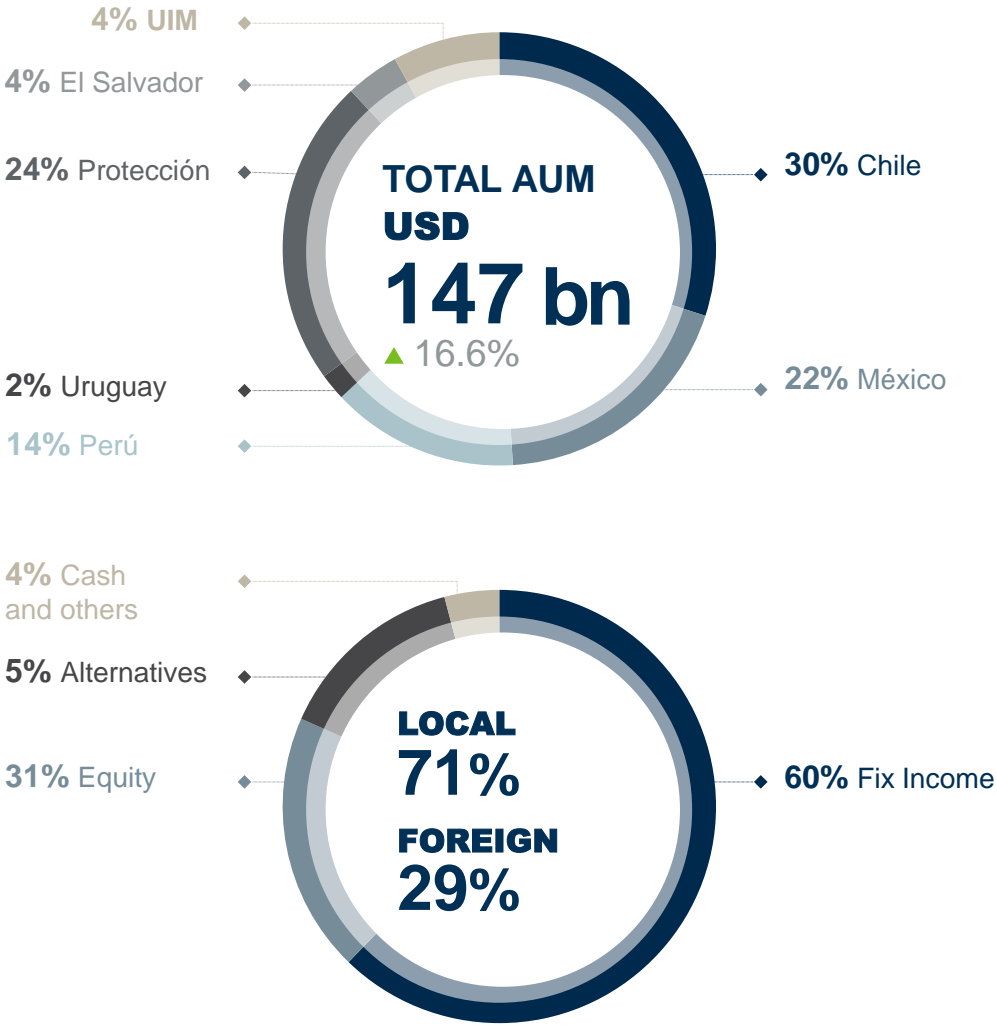 4% UIM
4% El Salvador
24% Protección
2% Uruguay
14% Perú
TOTAL AUM
USD
147 bn
16.6%
30% Chile
22% México
4% Cash
and others
5% Alternatives
31% Equity
LOCAL
71%
FOREIGN
29%
60% Fix Income